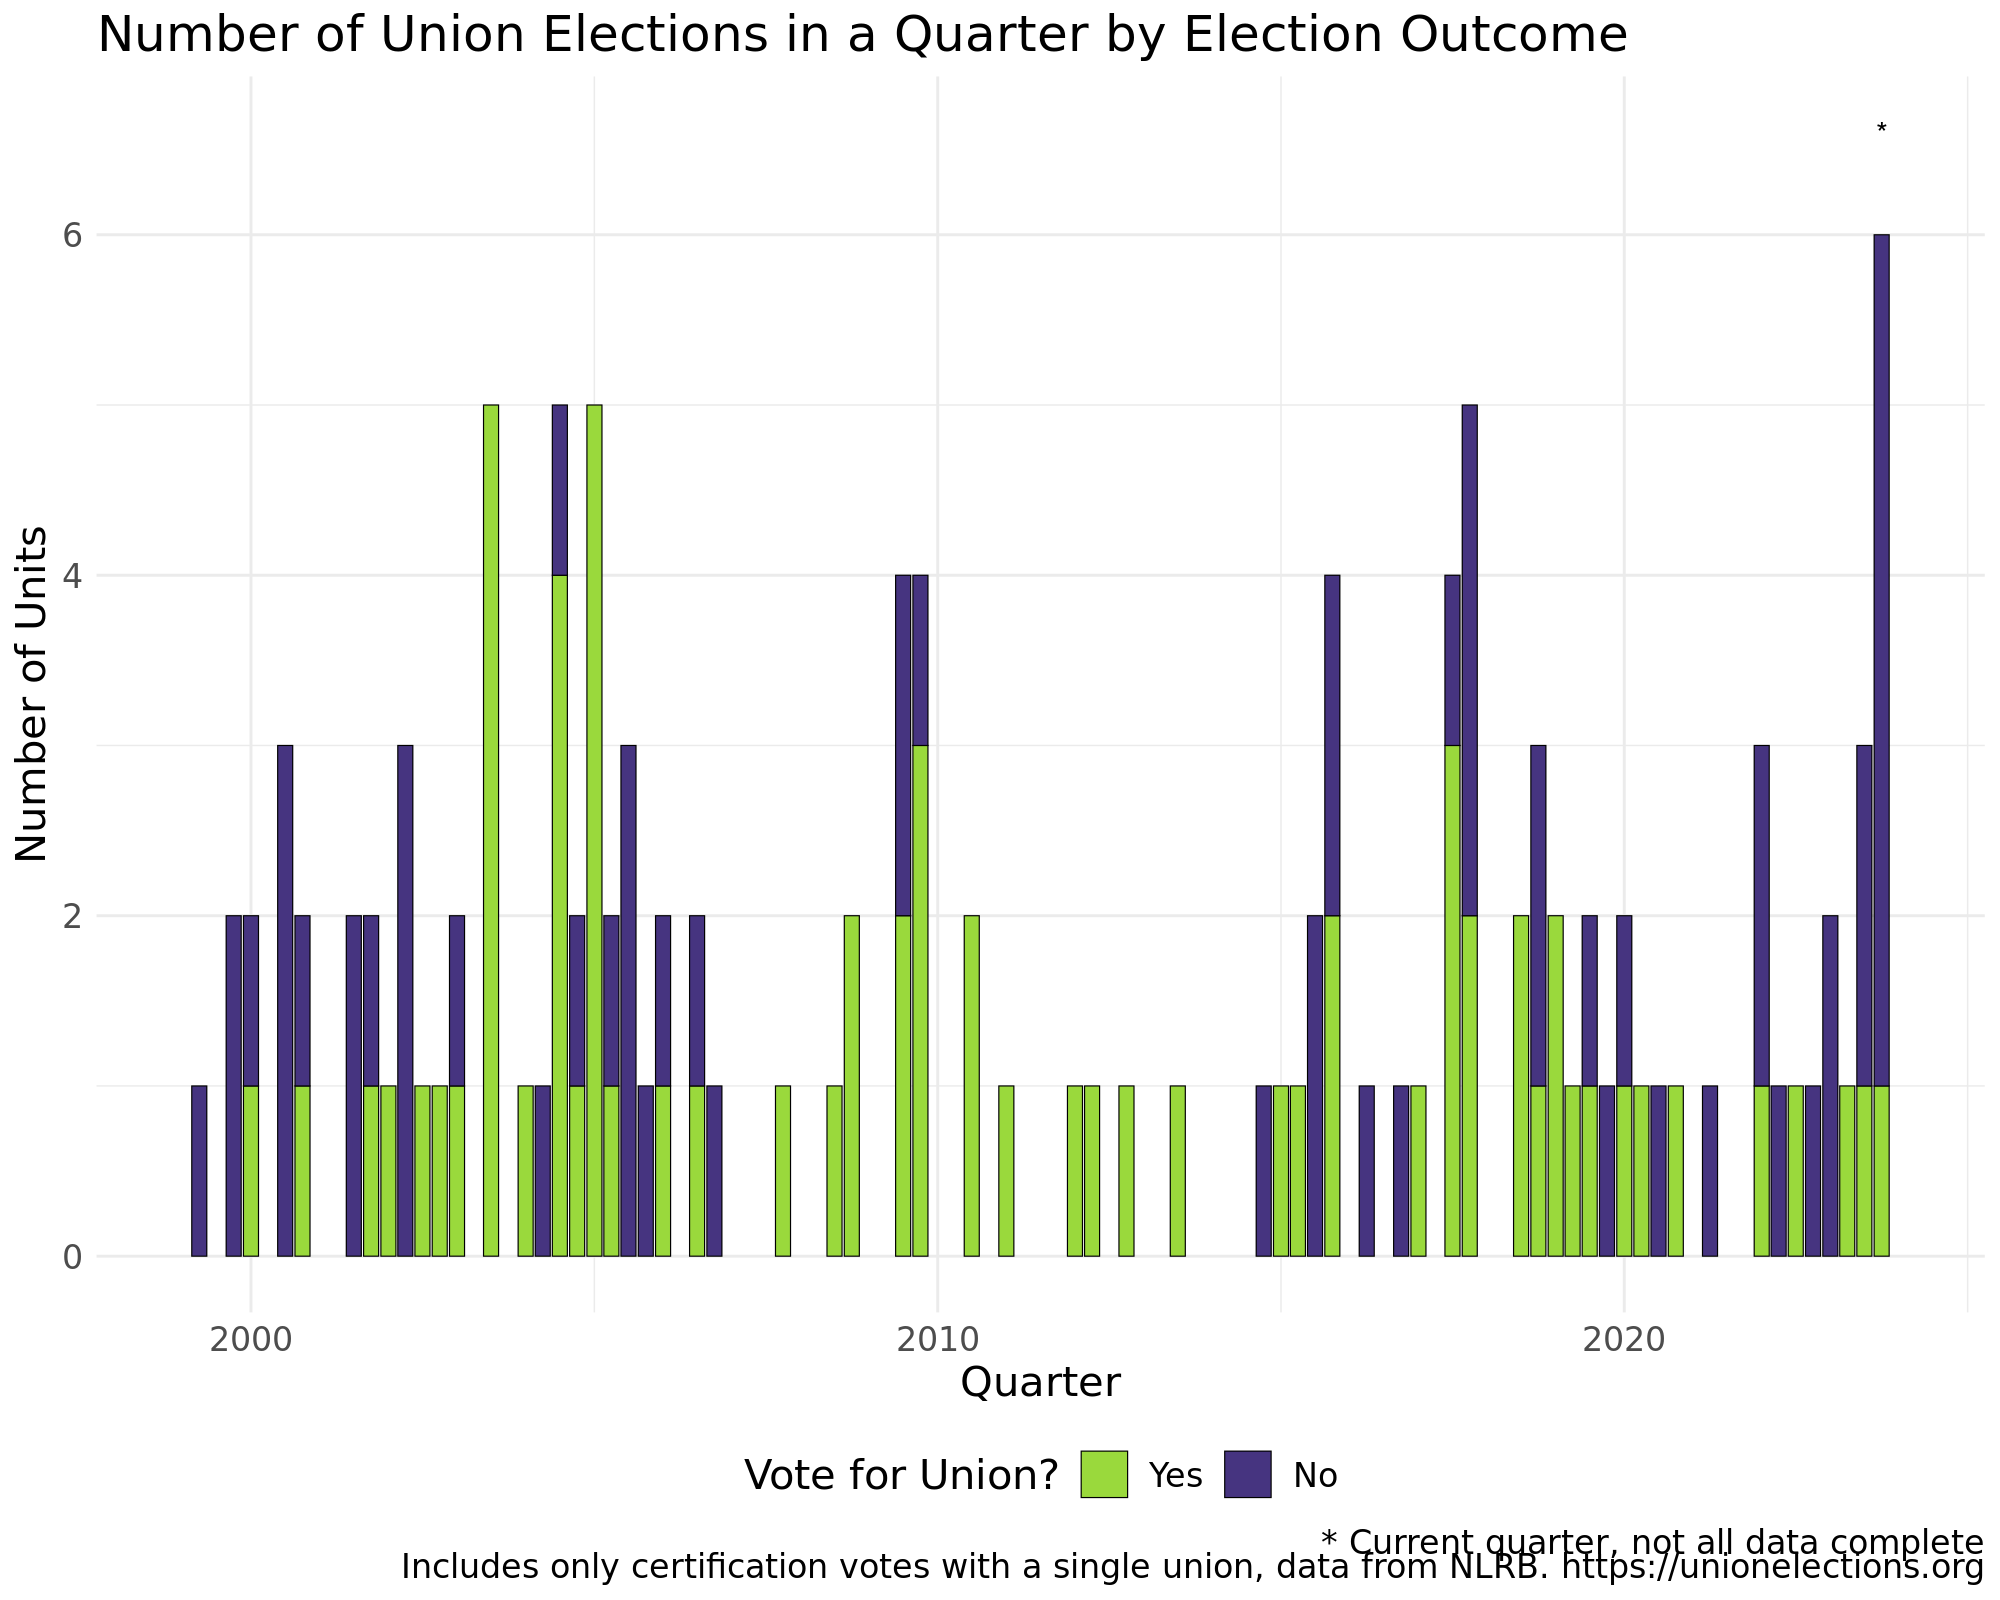 Number of Union Elections in a Quarter by Election Outcome
*
6
4
2
0
Number of Units
2000 2010 2020
Quarter
Vote for Union? Yes No
* Current quarter, not all data complete
Includes only certification votes with a single union, data from NLRB. https://unionelections.org